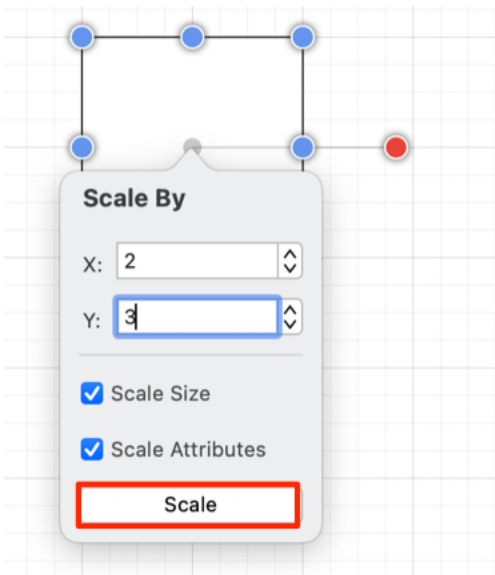 Scale By
X: 2
Y: 3
Scale Size
Scale Attributes
Scale